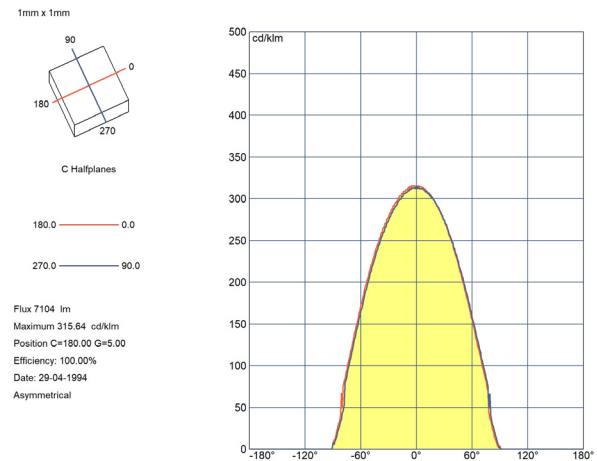 1mm x 1mm
90
0
180
270
C Halfplanes
180.0 0.0
270.0 90.0
Flux 7104 lm
Maximum 315.64 cd/klm
Position C=180.00 G=5.00
Efficiency: 100.00%
Date: 29-04-1994
Asymmetrical
500
cd/klm
450
400
350
300
250
200
150
100
50
0
-180° -120° -60° 0° 60° 120° 180°